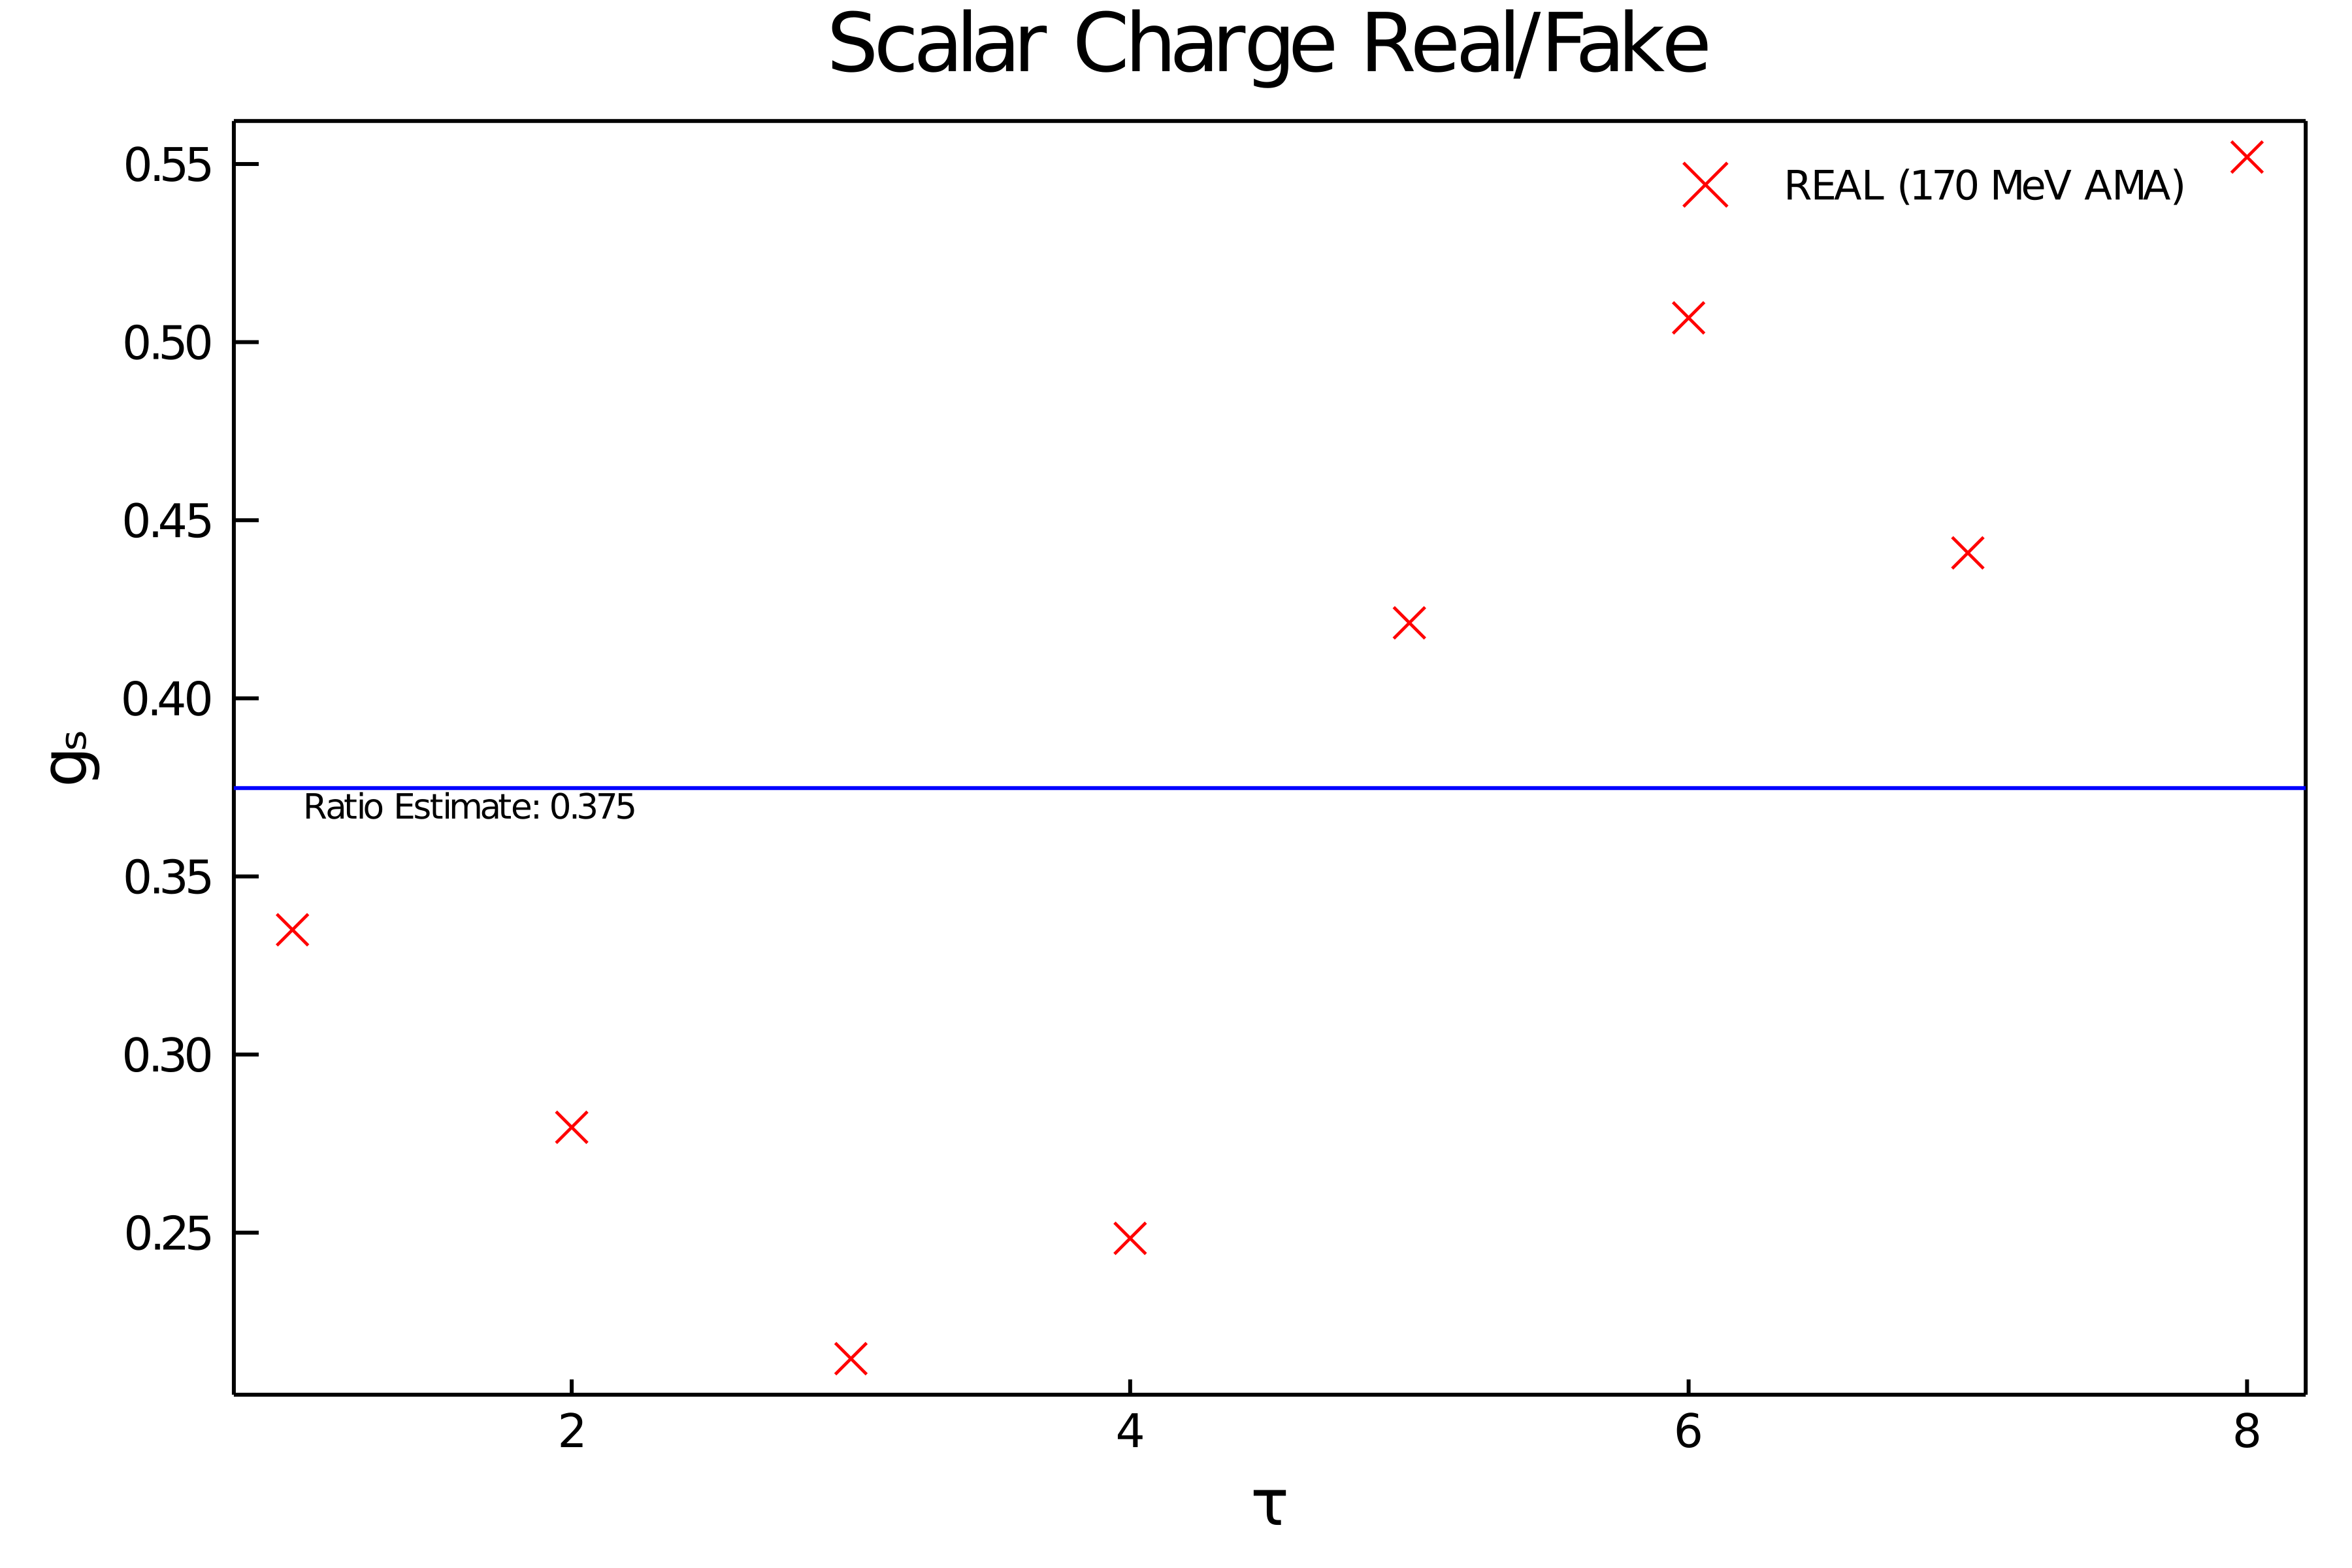 Scalar Charge Real/Fake
REAL (170 MeV AMA)
0.55
0.50
0.45
0.40
0.35
0.30
0.25
gₛ
Ratio Estimate: 0.375
2
4
6
8
τ